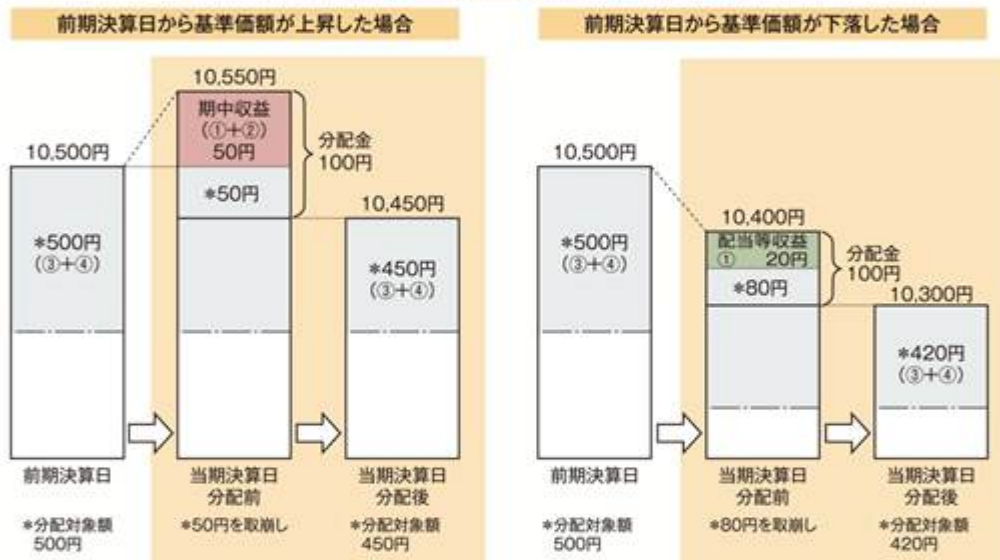 前期決算日から基準価額が上昇した場合
10,550円
期中収益
(①+②)
50円
分配金
100円
10,500円
*50円
10,450円
*500円
(③+④)
*450円
(③+④)
前期決算日
当期決算日
分配前
当期決算日
分配後
*分配対象額
500円
*50円を取崩し
*分配対象額
450円
前期決算日から基準価額が下落した場合
10,500円
10,400円
配当等収益
① 20円
分配金
100円
*80円
10,300円
*500円
(③+④)
*420円
(③+④)
前期決算日
当期決算日
分配前
当期決算日
分配後
*分配対象額
500円
*80円を取崩し
*分配対象額
420円